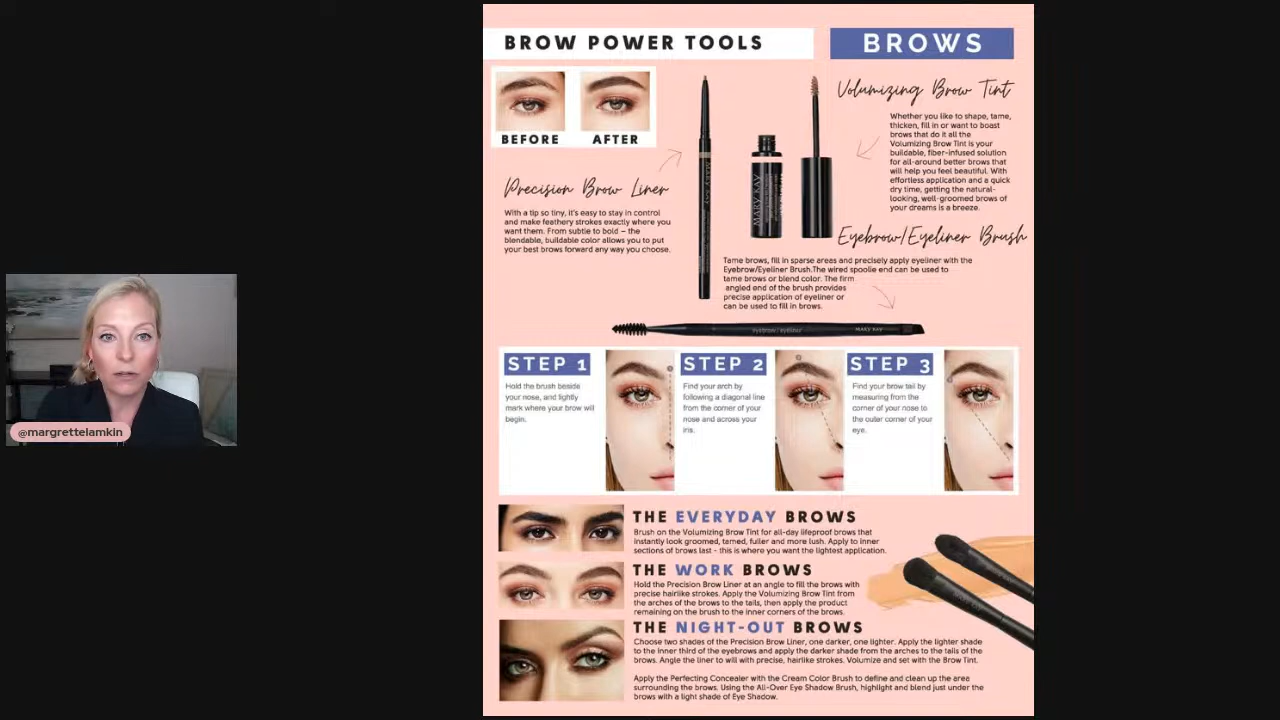 BROW POWER TOOLS
BROWS
BEFORE
AFTER
Volumizing Brow Tint
Whether you like to shape, tame,
thicken, fill in or want to boast
brows that do it all the
Volumizing Brow Tint is your
buildable, fiber-infused solution
for all-around better brows that
will help you feel beautiful. With
effortless application and a quick
dry time, getting the natural-
looking, well-groomed brows of
your dreams is a breeze.
Precision Brow Liner
With a tip so tiny, it's easy to stay in control
and make feathery strokes exactly where you
want them. From subtle to bold – the
blendable, buildable color allows you to put
your best brows forward any way you choose.
MARY KAY
MARY KAY
Eyebrow/Eyeliner Brush
Tame brows, fill in sparse areas and precisely apply eyeliner with the
Eyebrow/Eyeliner Brush.The wired spoolie end can be used to
tame brows or blend color. The firm
angled end of the brush provides
precise application of eyeliner or
can be used to fill in brows.
eyebrow/eyeliner
MARY KAY
STEP 1
Hold the brush beside
your nose, and lightly
mark where your brow will
begin.
STEP 2
Find your arch by
following a diagonal line
from the corner of your
nose and across your
iris.
STEP 3
Find your brow tail by
measuring from the
corner of your nose to
the outer corner of your
eye.
@margrettelamkin
THE EVERYDAY BROWS
Brush on the Volumizing Brow Tint for all-day lifeproof brows that
instantly look groomed, tamed, fuller and more lush. Apply to inner
sections of brows last - this is where you want the lightest application.
THE WORK BROWS
Hold the Precision Brow Liner at an angle to fill the brows with
precise hairlike strokes. Apply the Volumizing Brow Tint from
the arches of the brows to the tails, then apply the product
remaining on the brush to the inner corners of the brows.
THE NIGHT-OUT BROWS
Choose two shades of the Precision Brow Liner, one darker, one lighter. Apply the lighter shade
to the inner third of the eyebrows and apply the darker shade from the arches to the tails of the
brows. Angle the liner to will with precise, hairlike strokes. Volumize and set with the Brow Tint.
Apply the Perfecting Concealer with the Cream Color Brush to define and clean up the area
surrounding the brows. Using the All-Over Eye Shadow Brush, highlight and blend just under the
brows with a light shade of Eye Shadow.